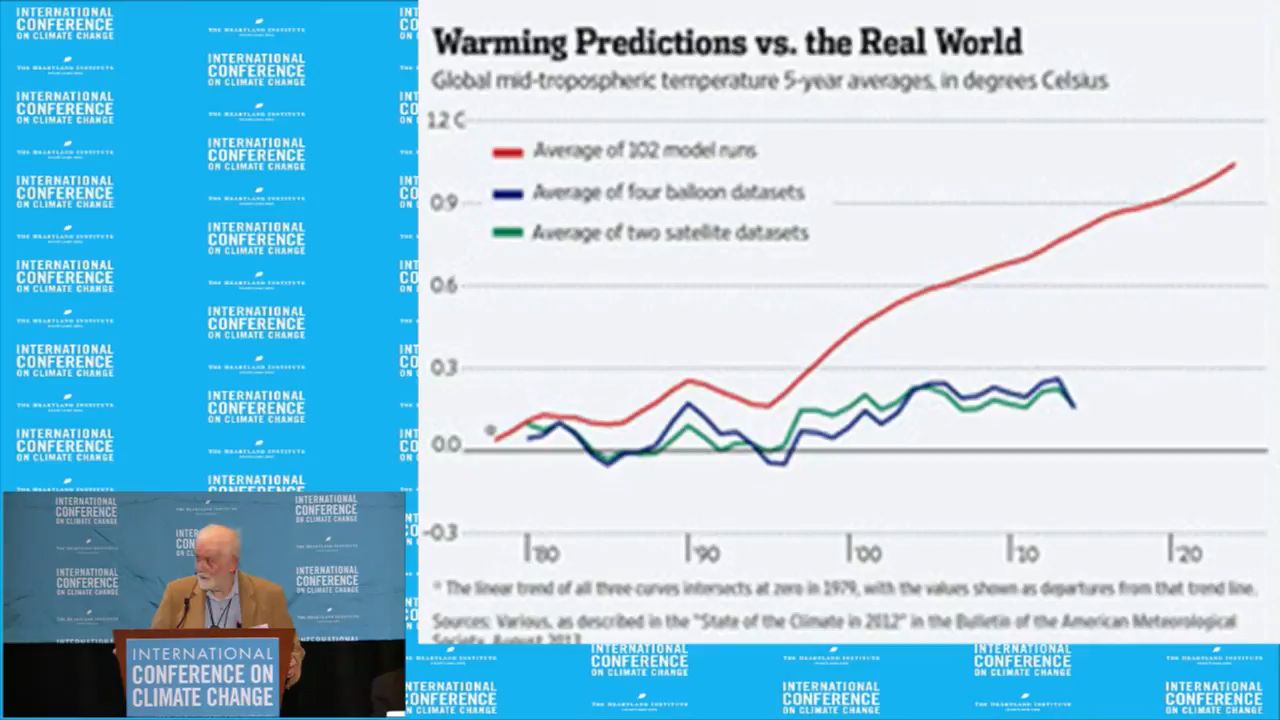 Warming Predictions vs. the Real World
Global mid-tropospheric temperature 5-year averages, in degrees Celsius
1.2 C
Average of 102 model runs
Average of four balloon datasets
0.9
Average of two satellite datasets
0.6
0.3
0.0
-0.3
'80
'90
'00
'10
'20
* The linear trend of all three curves intersects at zero in 1979, with the values shown as departures from that trend line.
Sources: Various, as described in the "State of the Climate in 2012" in the Bulletin of the American Meteorological
Society, August 2013
INTERNATIONAL
CONFERENCE
ON CLIMATE CHANGE
THE HEARTLAND INSTITUTE
INTERNATIONAL
CONFERENCE ON
CLIMATE CHANGE